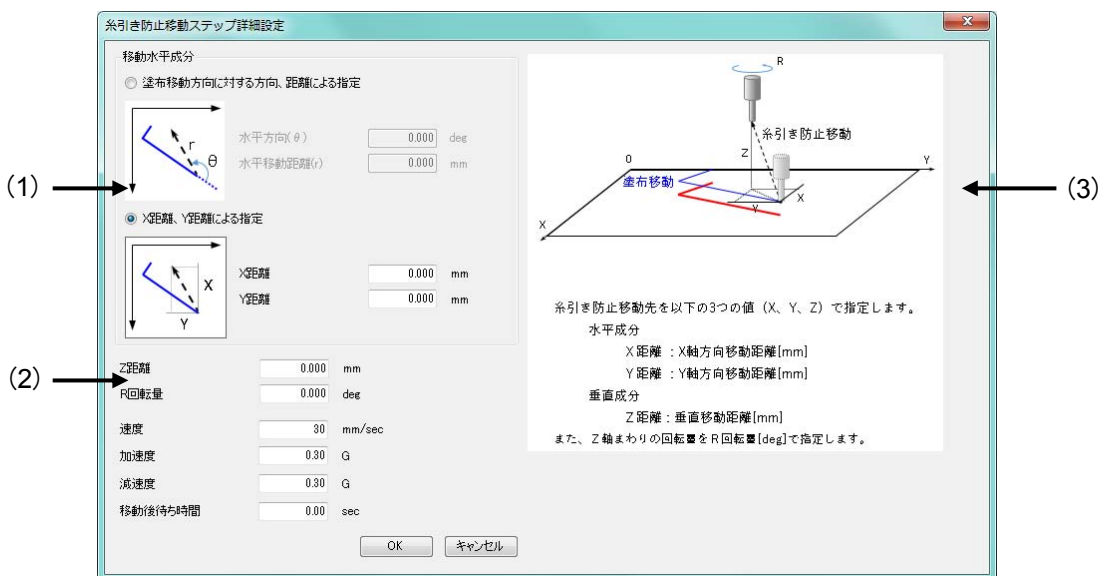 糸引き防止移動ステップ詳細設定
x
移動水平成分
塗布移動方向に対する方向、距離による指定
r
θ
水平方向(θ) 0.000 deg
水平移動距離(r) 0.000 mm
(1)
X距離、Y距離による指定
X
Y
X距離 0.000 mm
Y距離 0.000 mm
(2)
Z距離 0.000 mm
R回転量 0.000 deg
速度 30 mm/sec
加速度 0.30 G
減速度 0.30 G
移動後待ち時間 0.00 sec
OK キャンセル
R
糸引き防止移動
Z
0
Y
塗布移動
X
Y
X
(3)
糸引き防止移動先を以下の3つの値（X、Y、Z）で指定します。
水平成分
X距離：X軸方向移動距離[mm]
Y距離：Y軸方向移動距離[mm]
垂直成分
Z距離：垂直移動距離[mm]
また、Z軸まわりの回転量をR回転量[deg]で指定します。